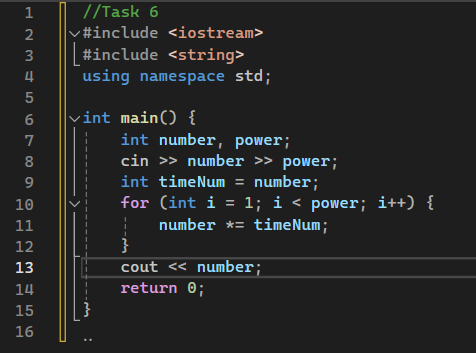 1 //Task 6
2 #include <iostream>
3 #include <string>
4 using namespace std;
5
6 int main() {
7 int number, power;
8 cin >> number >> power;
9 int timeNum = number;
10 for (int i = 1; i < power; i++) {
11 number *= timeNum;
12 }
13 cout << number;
14 return 0;
15 }
16 ..